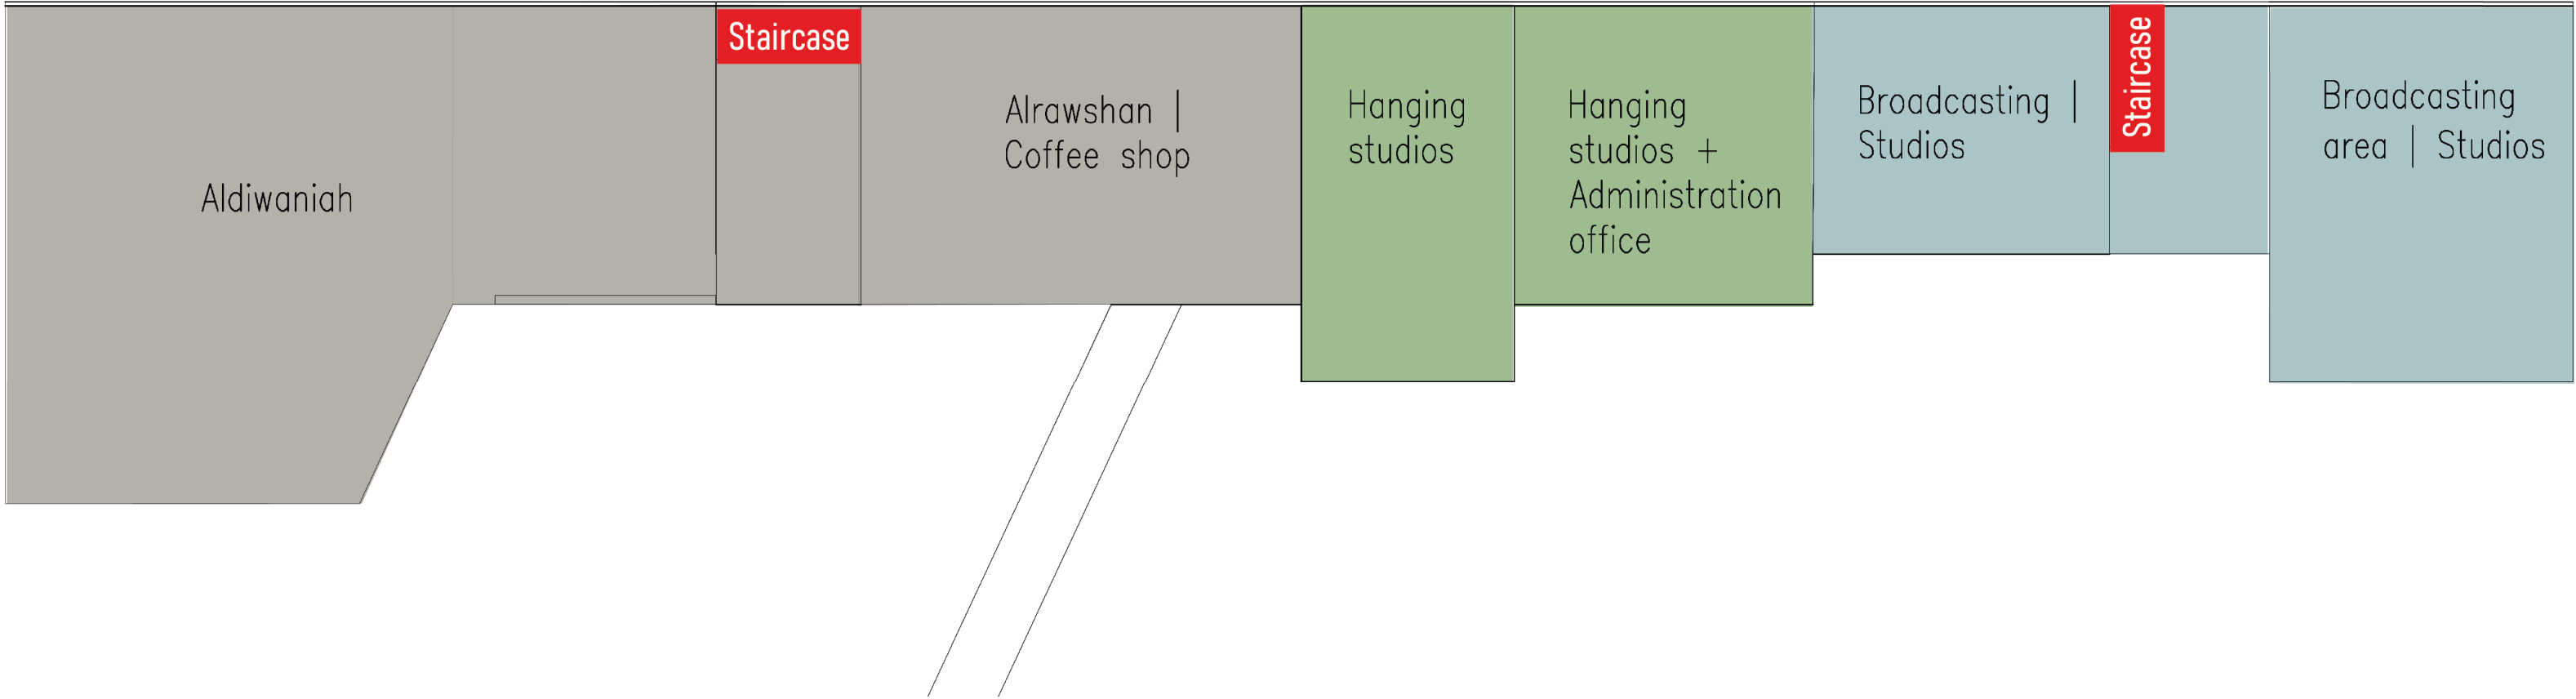 Aldiwaniah
Staircase
Alrawshan |
Coffee shop
Hanging
studios
Hanging
studios +
Administration
office
Broadcasting |
Studios
Staircase
Broadcasting
area | Studios